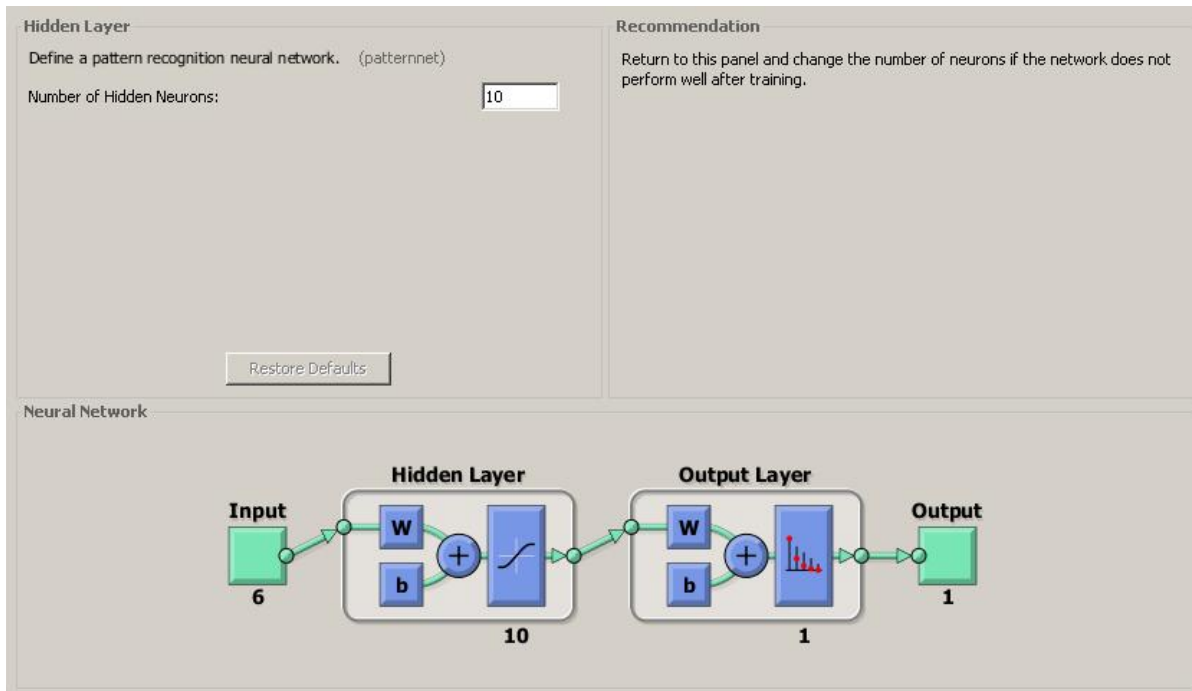 Hidden Layer
Define a pattern recognition neural network. (patternnet)
Number of Hidden Neurons:
10
Restore Defaults
Recommendation
Return to this panel and change the number of neurons if the network does not
perform well after training.
Neural Network
Hidden Layer
Output Layer
Input
W
b
+
W
b
+
Output
6
10
1
1